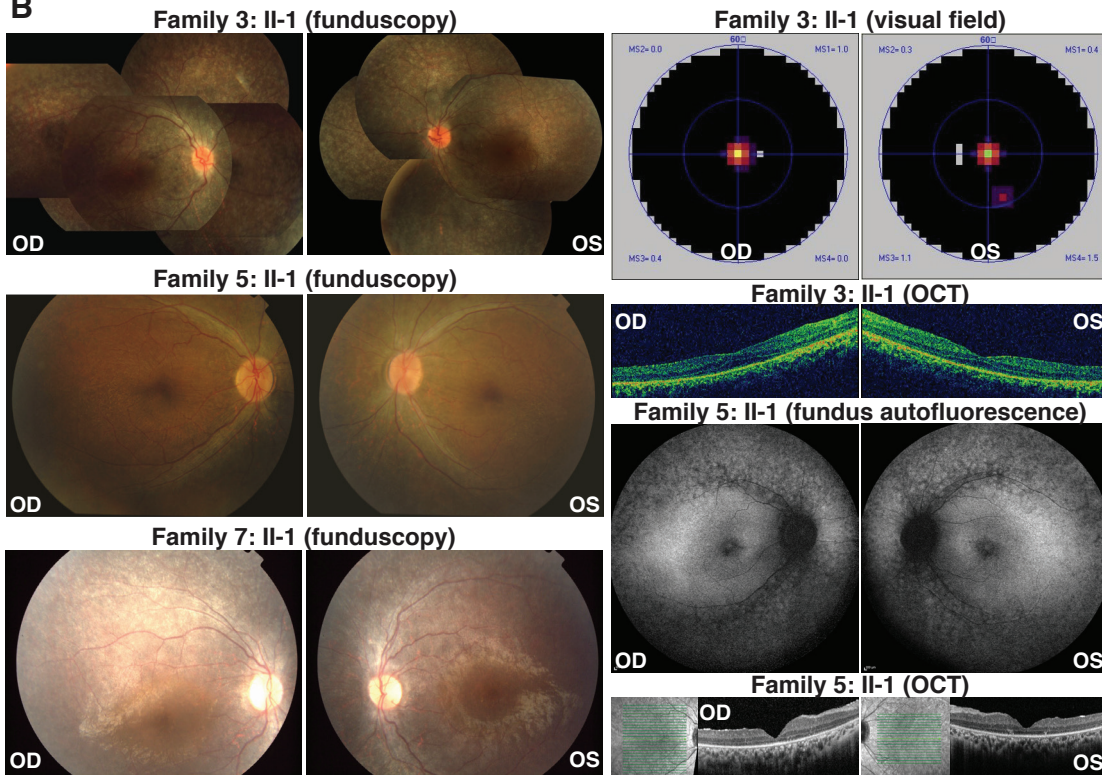 B
Family 3: II-1 (funduscopy)
OD
OS
Family 5: II-1 (funduscopy)
OD
OS
Family 7: II-1 (funduscopy)
OD
OS
Family 3: II-1 (visual field)
60□
MS2= 0.0
MS1= 1.0
MS3= 0.4
MS4= 0.0
OD
60□
MS2= 0.3
MS1= 0.4
MS3= 1.1
MS4= 1.5
OS
Family 3: II-1 (OCT)
OD
OS
Family 5: II-1 (fundus autofluorescence)
OD
OS
Family 5: II-1 (OCT)
OD
OS